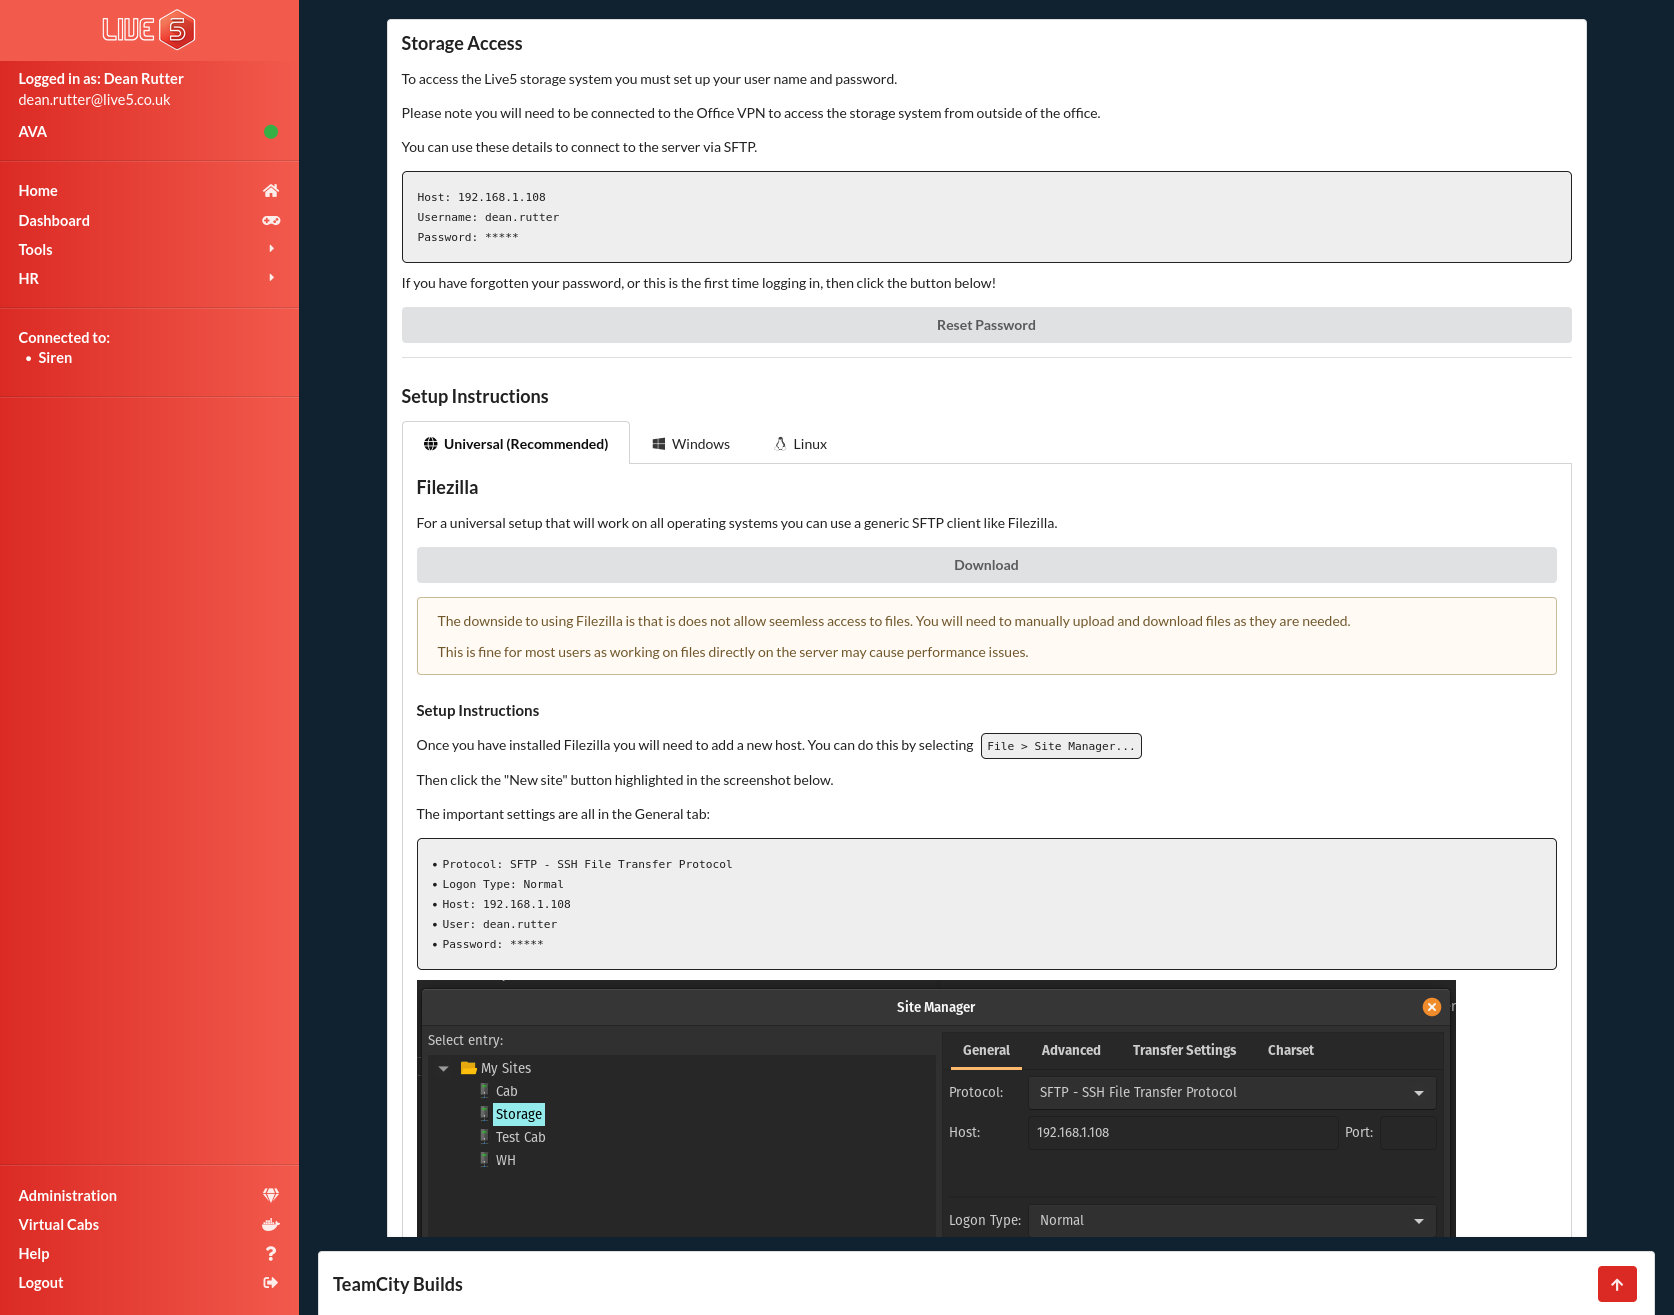 LIVE 5
Logged in as: Dean Rutter
dean.rutter@live5.co.uk
AVA
Home
Dashboard
Tools
HR
Connected to:
• Siren
Administration
Virtual Cabs
Help
Logout
Storage Access
To access the Live5 storage system you must set up your user name and password.
Please note you will need to be connected to the Office VPN to access the storage system from outside of the office.
You can use these details to connect to the server via SFTP.
Host: 192.168.1.108
Username: dean.rutter
Password: *****
If you have forgotten your password, or this is the first time logging in, then click the button below!
Reset Password
Setup Instructions
Universal (Recommended) Windows Linux
Filezilla
For a universal setup that will work on all operating systems you can use a generic SFTP client like Filezilla.
Download
The downside to using Filezilla is that is does not allow seemless access to files. You will need to manually upload and download files as they are needed.
This is fine for most users as working on files directly on the server may cause performance issues.
Setup Instructions
Once you have installed Filezilla you will need to add a new host. You can do this by selecting File > Site Manager...
Then click the "New site" button highlighted in the screenshot below.
The important settings are all in the General tab:
• Protocol: SFTP - SSH File Transfer Protocol
• Logon Type: Normal
• Host: 192.168.1.108
• User: dean.rutter
• Password: *****
Site Manager
Select entry:
My Sites
Cab
Storage
Test Cab
WH
General Advanced Transfer Settings Charset
Protocol: SFTP - SSH File Transfer Protocol
Host: 192.168.1.108 Port:
Logon Type: Normal
TeamCity Builds